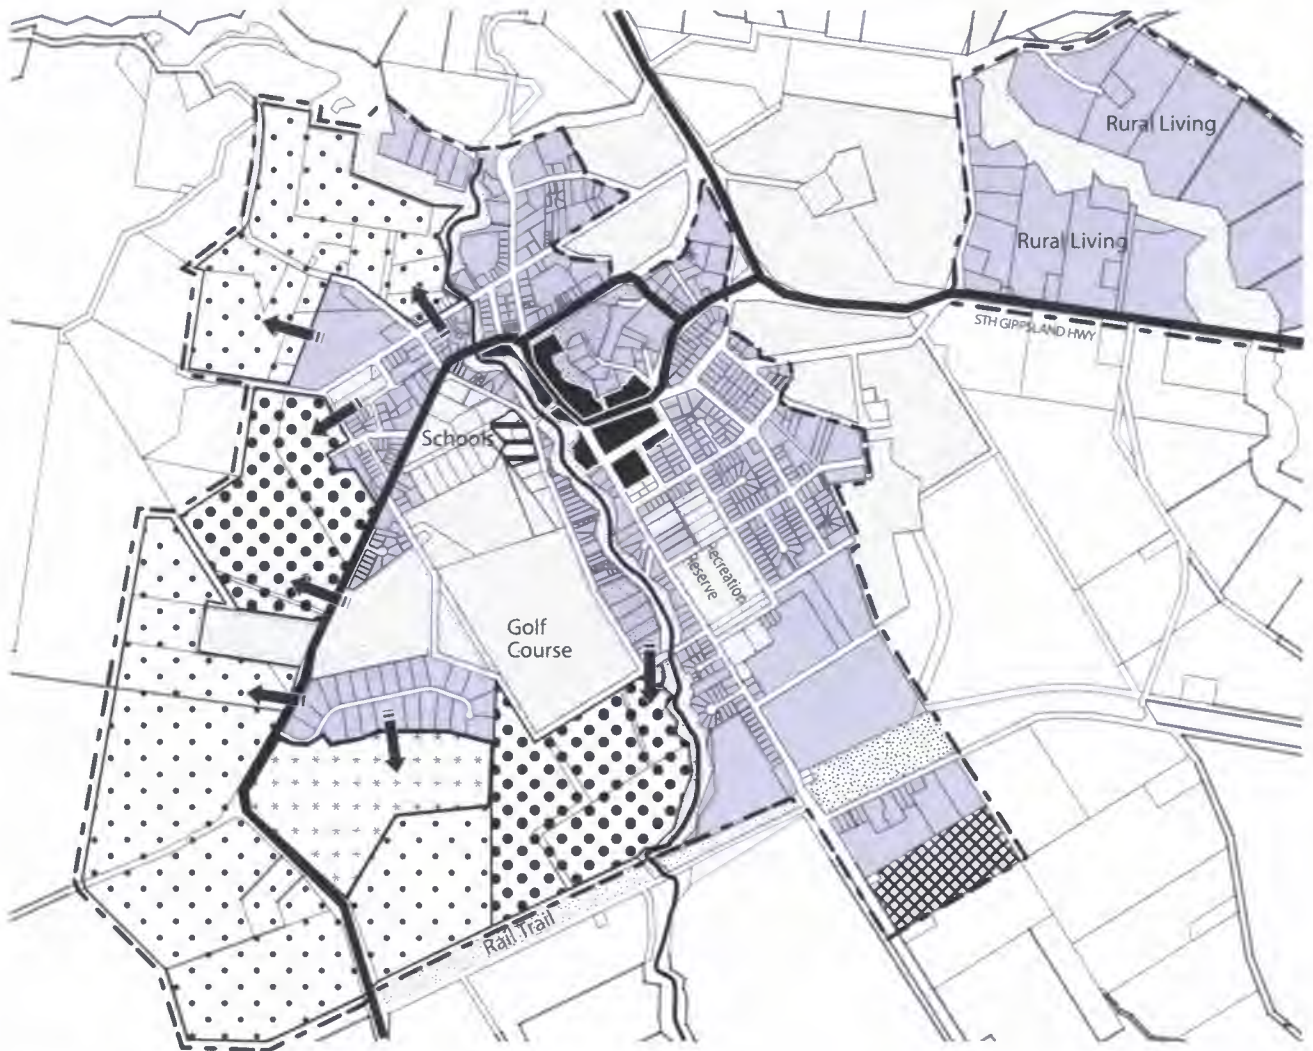 Rural Living
Rural Living
STH GIPPSLAND HWY
Schools
Recreation
Reserve
Golf
Course
Rail Trail